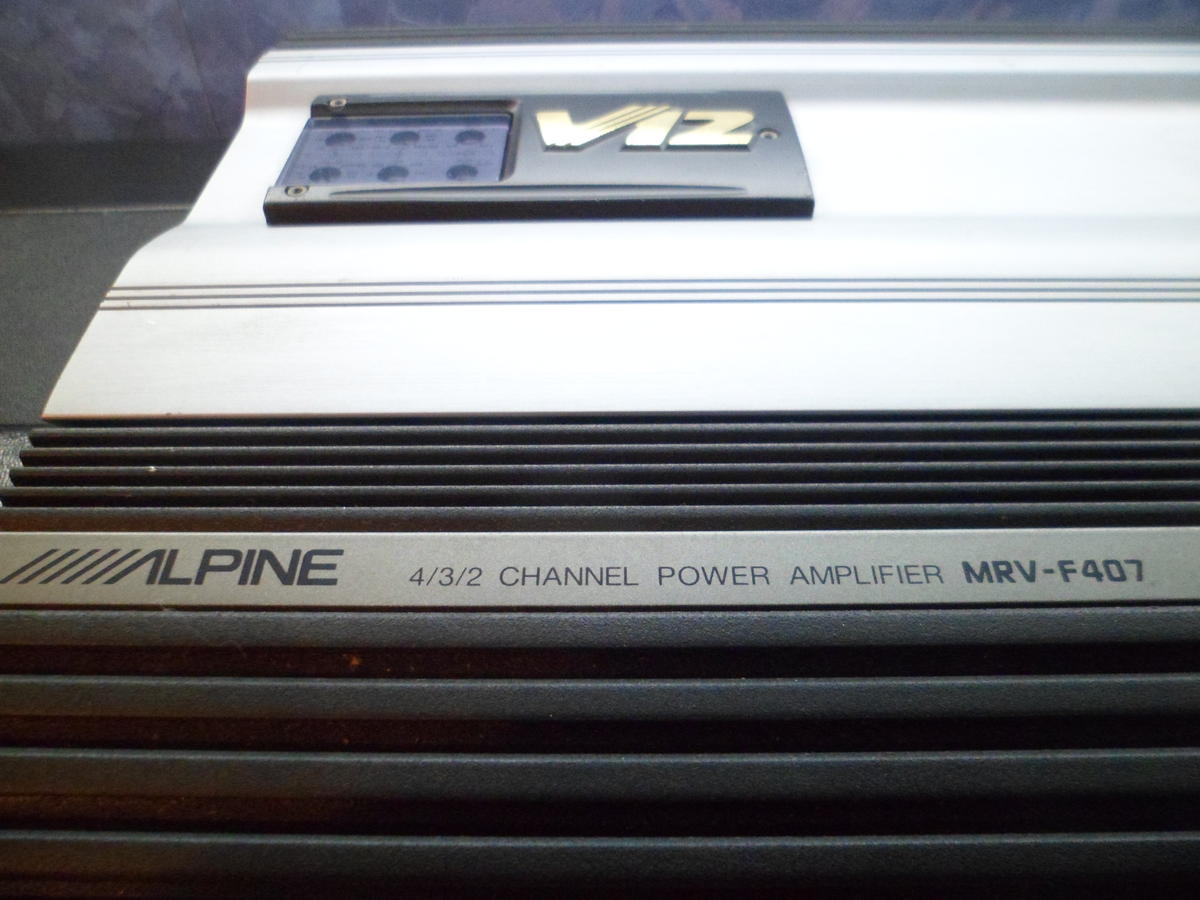 V12
ALPINE 4/3/2 CHANNEL POWER AMPLIFIER MRV-F407